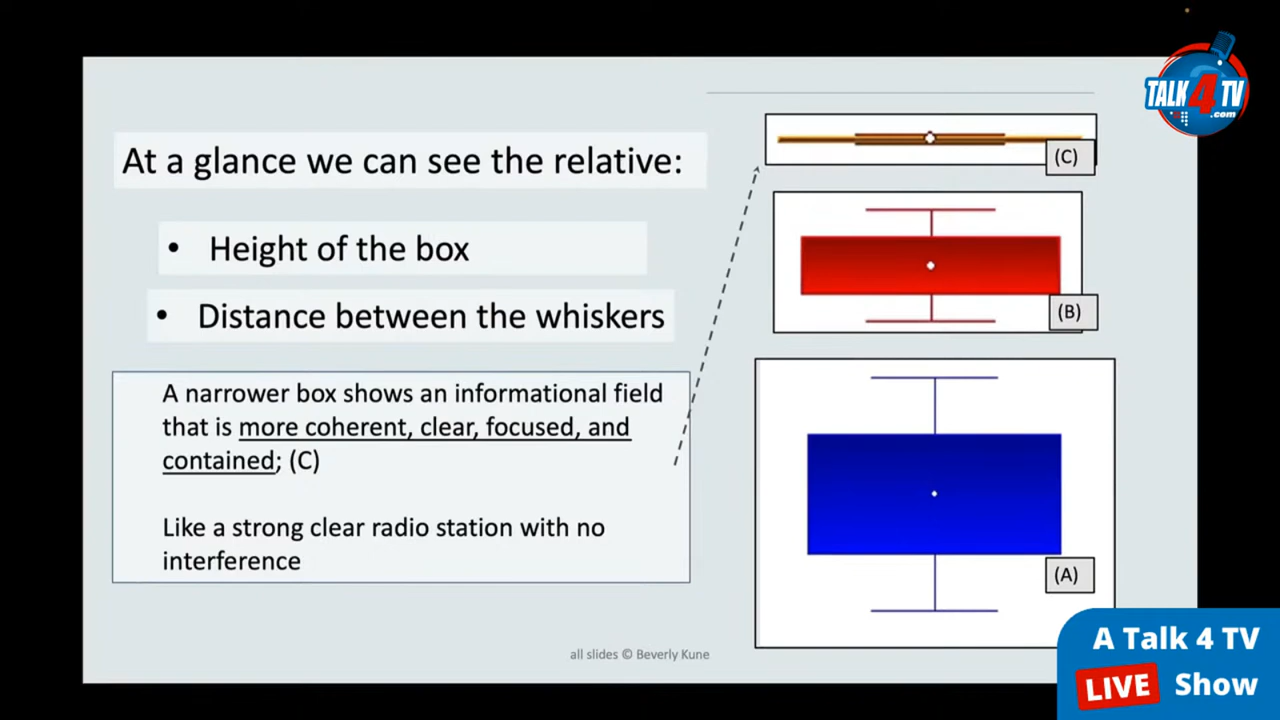 At a glance we can see the relative:
• Height of the box
• Distance between the whiskers
A narrower box shows an informational field
that is more coherent, clear, focused, and
contained; (C)
Like a strong clear radio station with no
interference
(C)
(B)
(A)
all slides © Beverly Kune
TALK 4 TV
.com
A Talk 4 TV
LIVE Show